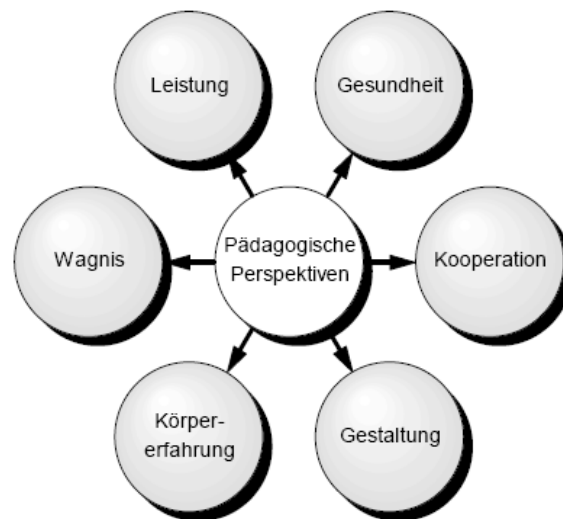 Leistung
Gesundheit
Wagnis
Pädagogische
Perspektiven
Kooperation
Körper-
erfahrung
Gestaltung